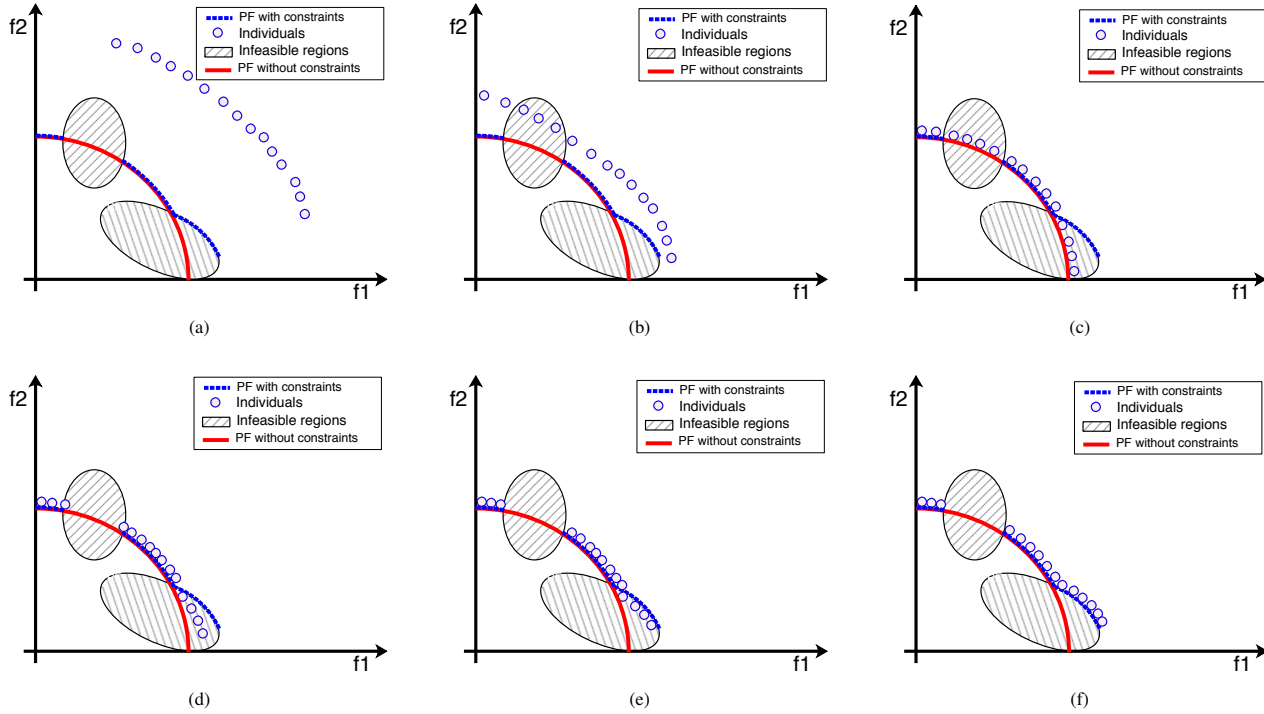 f2
PF with constraints
Individuals
Infeasible regions
PF without constraints
f1
(a)
f2
PF with constraints
Individuals
Infeasible regions
PF without constraints
f1
(b)
f2
PF with constraints
Individuals
Infeasible regions
PF without constraints
f1
(c)
f2
PF with constraints
Individuals
Infeasible regions
PF without constraints
f1
(d)
f2
PF with constraints
Individuals
Infeasible regions
PF without constraints
f1
(e)
f2
PF with constraints
Individuals
Infeasible regions
PF without constraints
f1
(f)